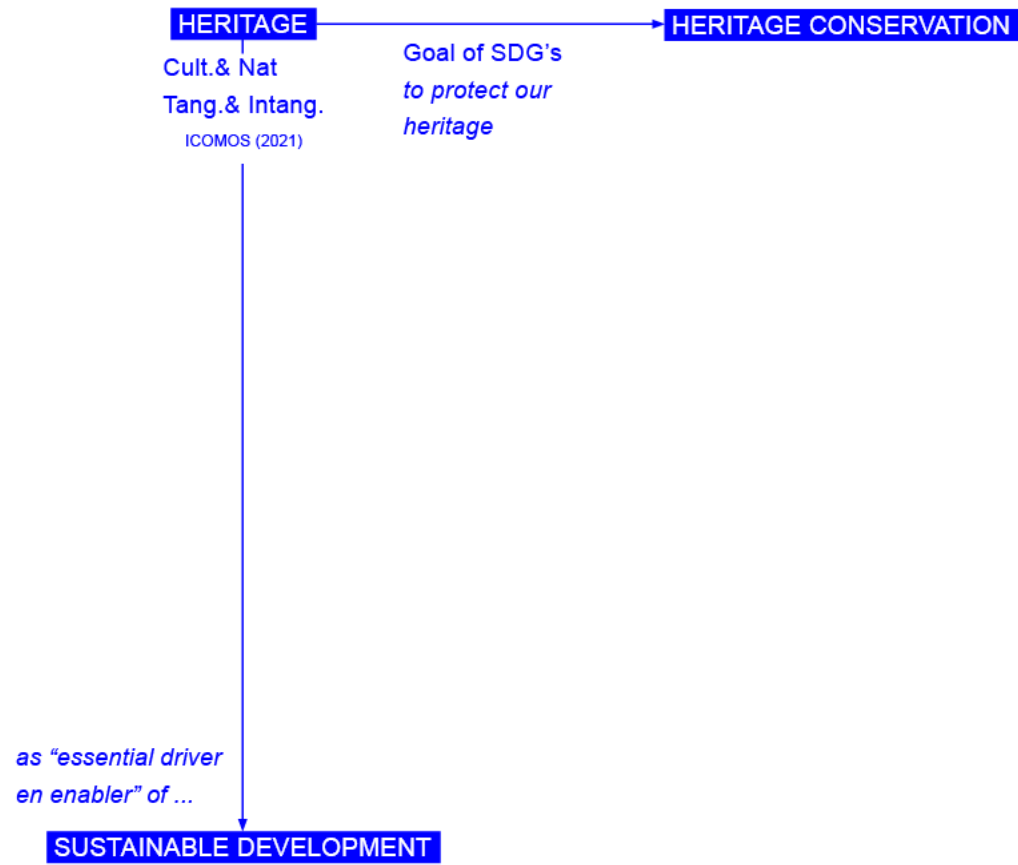 HERITAGE
HERITAGE CONSERVATION
Cult.& Nat
Tang.& Intang.
ICOMOS (2021)
Goal of SDG’s
to protect our
heritage
as “essential driver
en enabler” of ...
SUSTAINABLE DEVELOPMENT